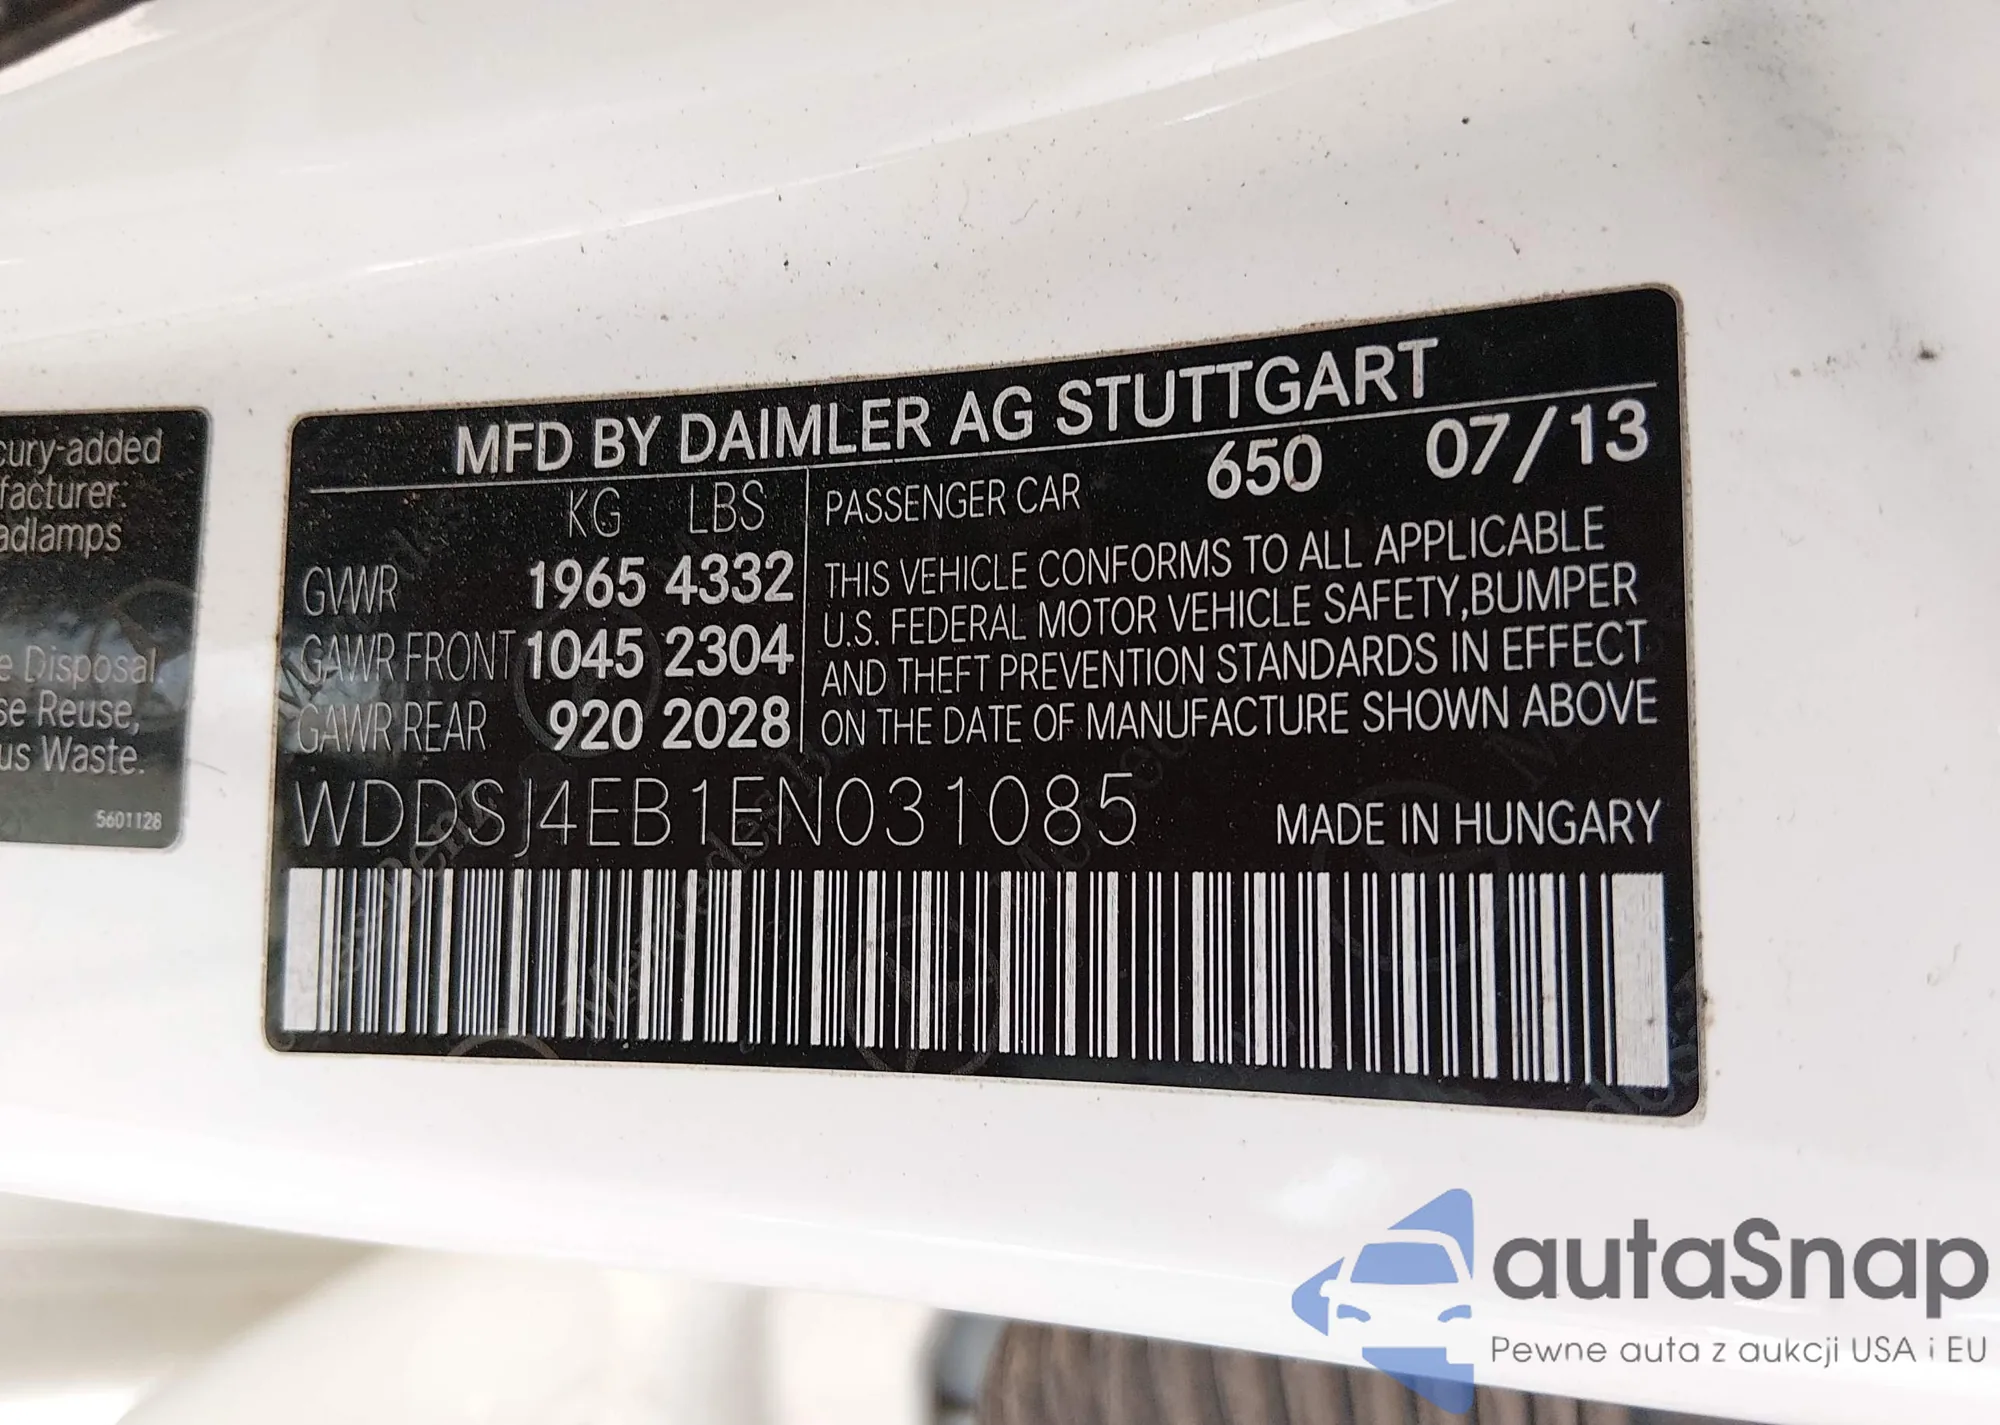 cury-added
facturer:
adlamps
e Disposal.
se Reuse,
us Waste.
5601128
MFD BY DAIMLER AG STUTTGART
KG LBS
GVWR 1965 4332
GAWR FRONT 1045 2304
GAWR REAR 920 2028
PASSENGER CAR 650 07/13
THIS VEHICLE CONFORMS TO ALL APPLICABLE
U.S. FEDERAL MOTOR VEHICLE SAFETY,BUMPER
AND THEFT PREVENTION STANDARDS IN EFFECT
ON THE DATE OF MANUFACTURE SHOWN ABOVE
WDDSJ4EB1EN031085
MADE IN HUNGARY
autaSnap
Pewne auta z aukcji USA i EU